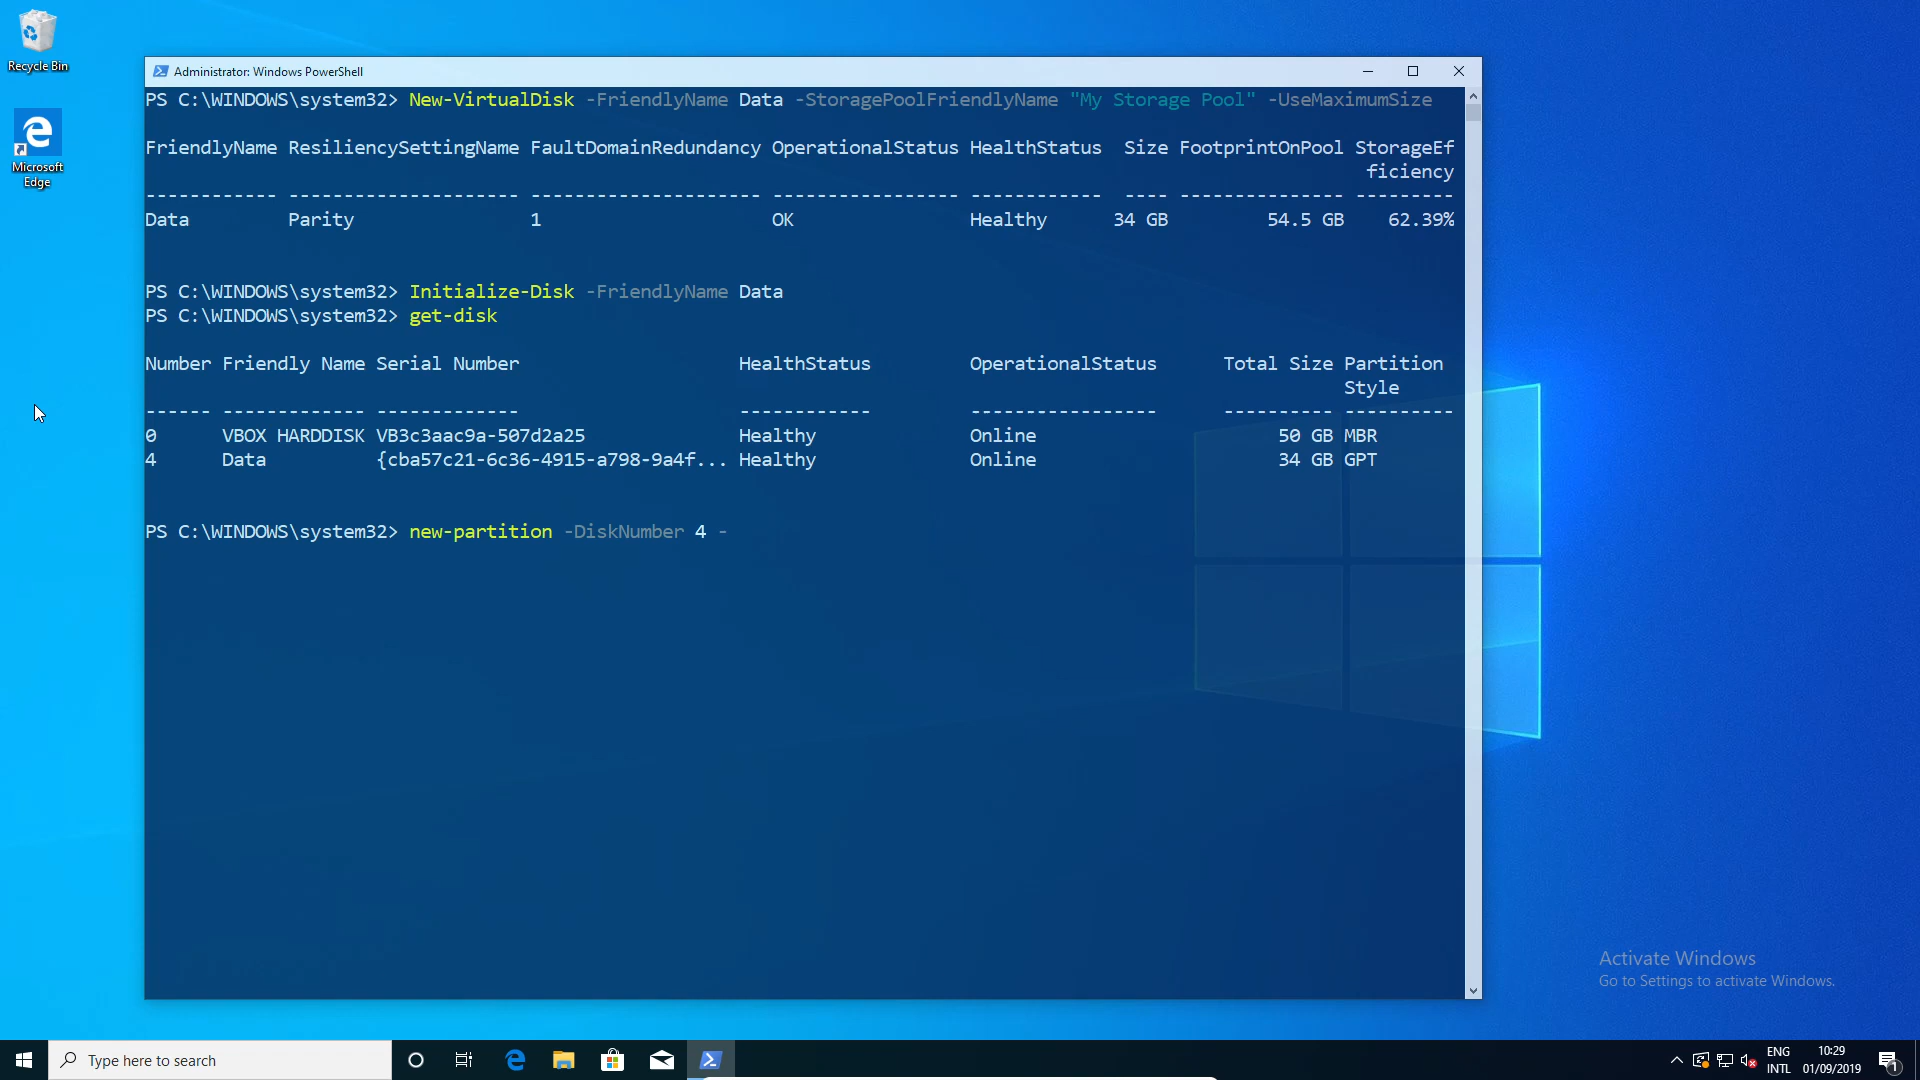 Recycle Bin
Microsoft
Edge
Administrator: Windows PowerShell
PS C:\WINDOWS\system32> New-VirtualDisk -FriendlyName Data -StoragePoolFriendlyName "My Storage Pool" -UseMaximumSize
FriendlyName ResiliencySettingName FaultDomainRedundancy OperationalStatus HealthStatus  Size FootprintOnPool StorageEf
ficiency
------------ --------------------- --------------------- ----------------- ------------  ---- --------------- ---------
Data         Parity                1                     OK                Healthy      34 GB         54.5 GB    62.39%
PS C:\WINDOWS\system32> Initialize-Disk -FriendlyName Data
PS C:\WINDOWS\system32> get-disk
Number Friendly Name Serial Number                    HealthStatus         OperationalStatus      Total Size Partition
Style
------ ------------- -------------                    ------------         -----------------      ---------- ----------
0      VBOX HARDDISK VB3c3aac9a-507d2a25              Healthy              Online                      50 GB MBR
4      Data          {cba57c21-6c36-4915-a798-9a4f... Healthy              Online                      34 GB GPT
PS C:\WINDOWS\system32> new-partition -DiskNumber 4 -
Activate Windows
Go to Settings to activate Windows.
Type here to search
ENG
INTL
10:29
01/09/2019
1